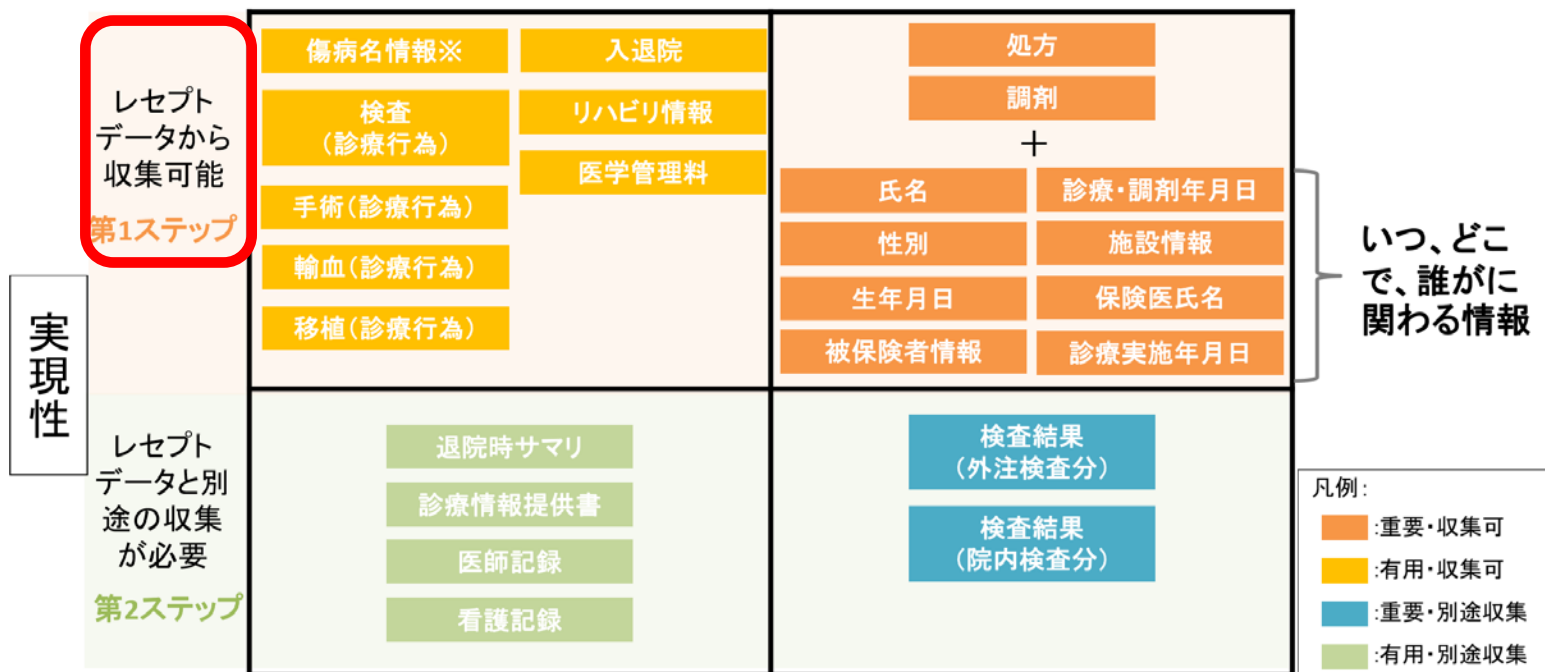 実現性
レセプト
データから
収集可能
第1ステップ
傷病名情報※
検査
(診療行為)
手術(診療行為)
輸血(診療行為)
移植(診療行為)
入退院
リハビリ情報
医学管理料
処方
調剤
+
氏名
性別
生年月日
被保険者情報
診療・調剤年月日
施設情報
保険医氏名
診療実施年月日
いつ、どこ
で、誰がに
関わる情報
レセプト
データと別
途の収集
が必要
第2ステップ
退院時サマリ
診療情報提供書
医師記録
看護記録
検査結果
(外注検査分)
検査結果
(院内検査分)
凡例:
:重要・収集可
:有用・収集可
:重要・別途収集
:有用・別途収集